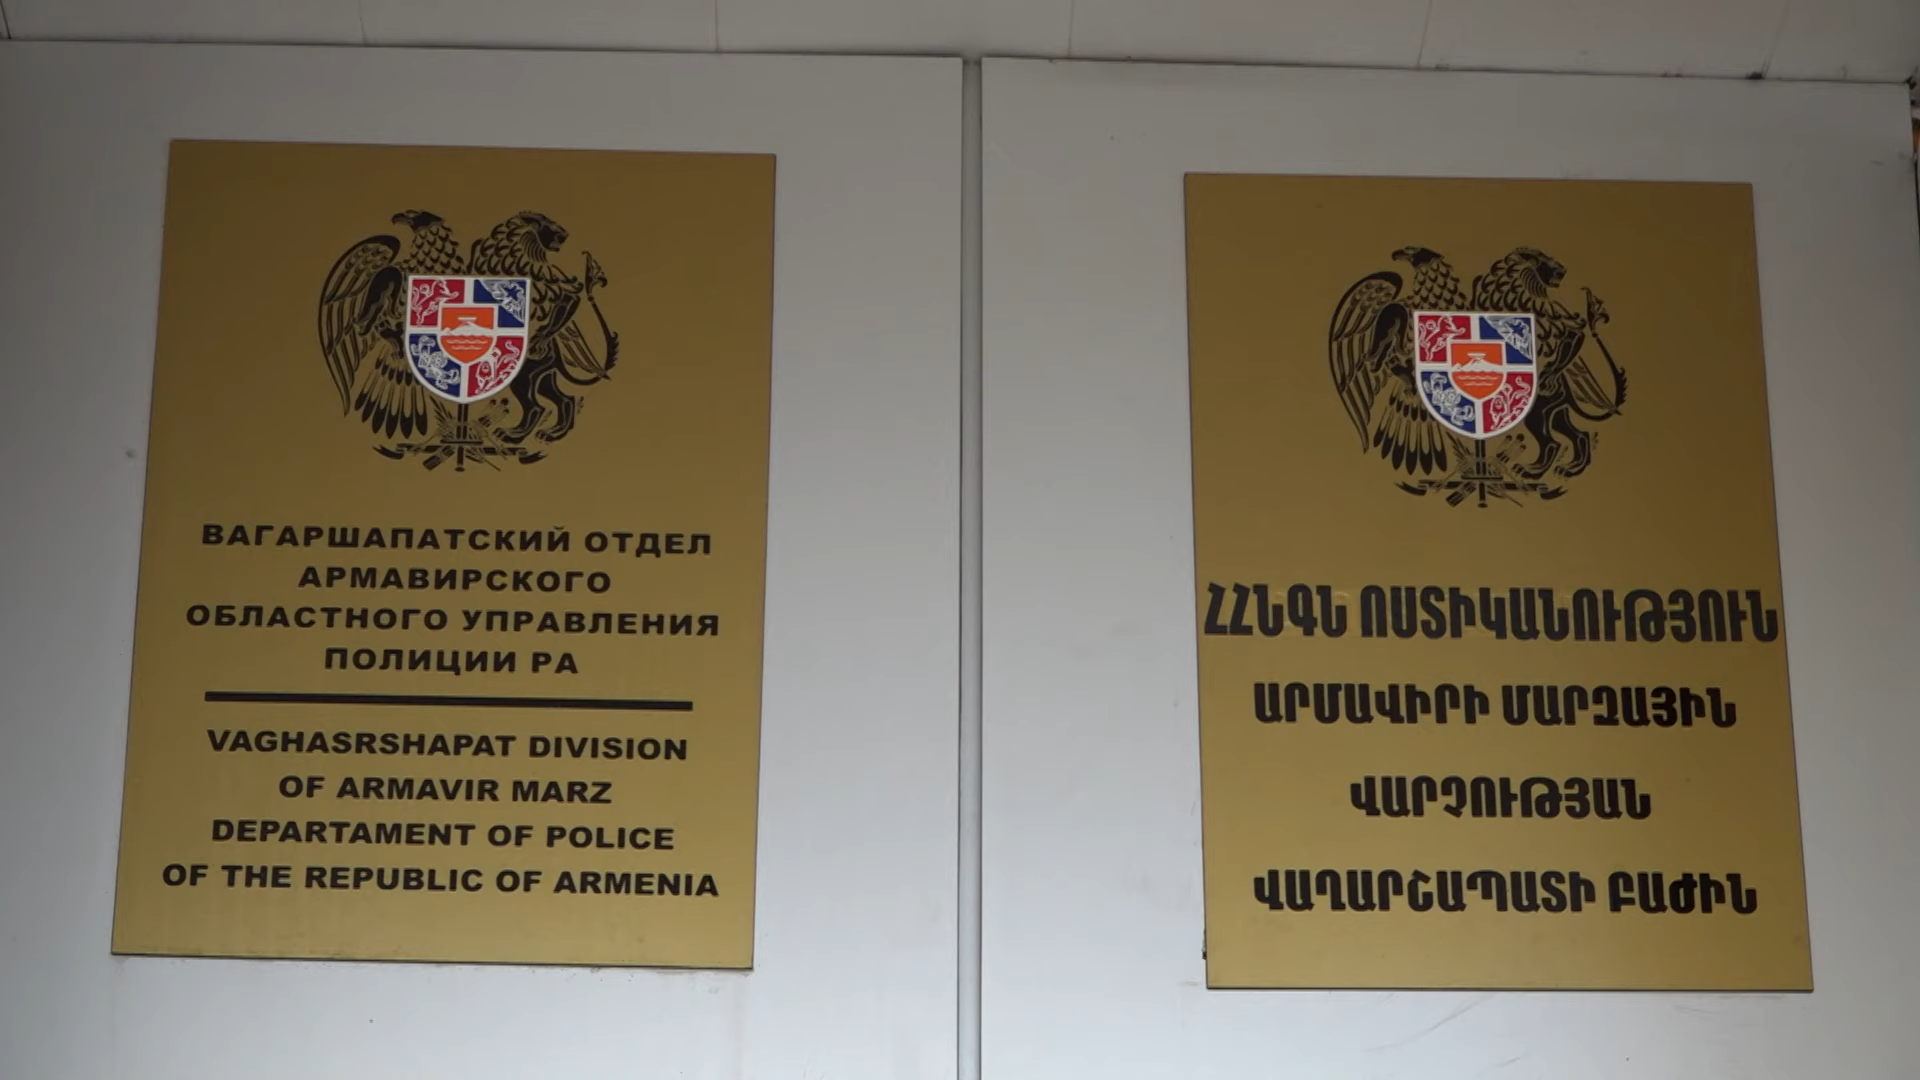 ВАГАРШАПАТСКИЙ ОТДЕЛ
АРМАВИРСКОГО
ОБЛАСТНОГО УПРАВЛЕНИЯ
ПОЛИЦИИ РА
VAGHASRSHAPAT DIVISION
OF ARMAVIR MARZ
DEPARTAMENT OF POLICE
OF THE REPUBLIC OF ARMENIA
ՀՀՆԳՆ ՈՍՏԻԿԱՆՈՒԹՅՈՒՆ
ԱՐՄԱՎԻՐԻ ՄԱՐԶԱՅԻՆ
ՎԱՐՉՈՒԹՅԱՆ
ՎԱՂԱՐՇԱՊԱՏԻ ԲԱԺԻՆ